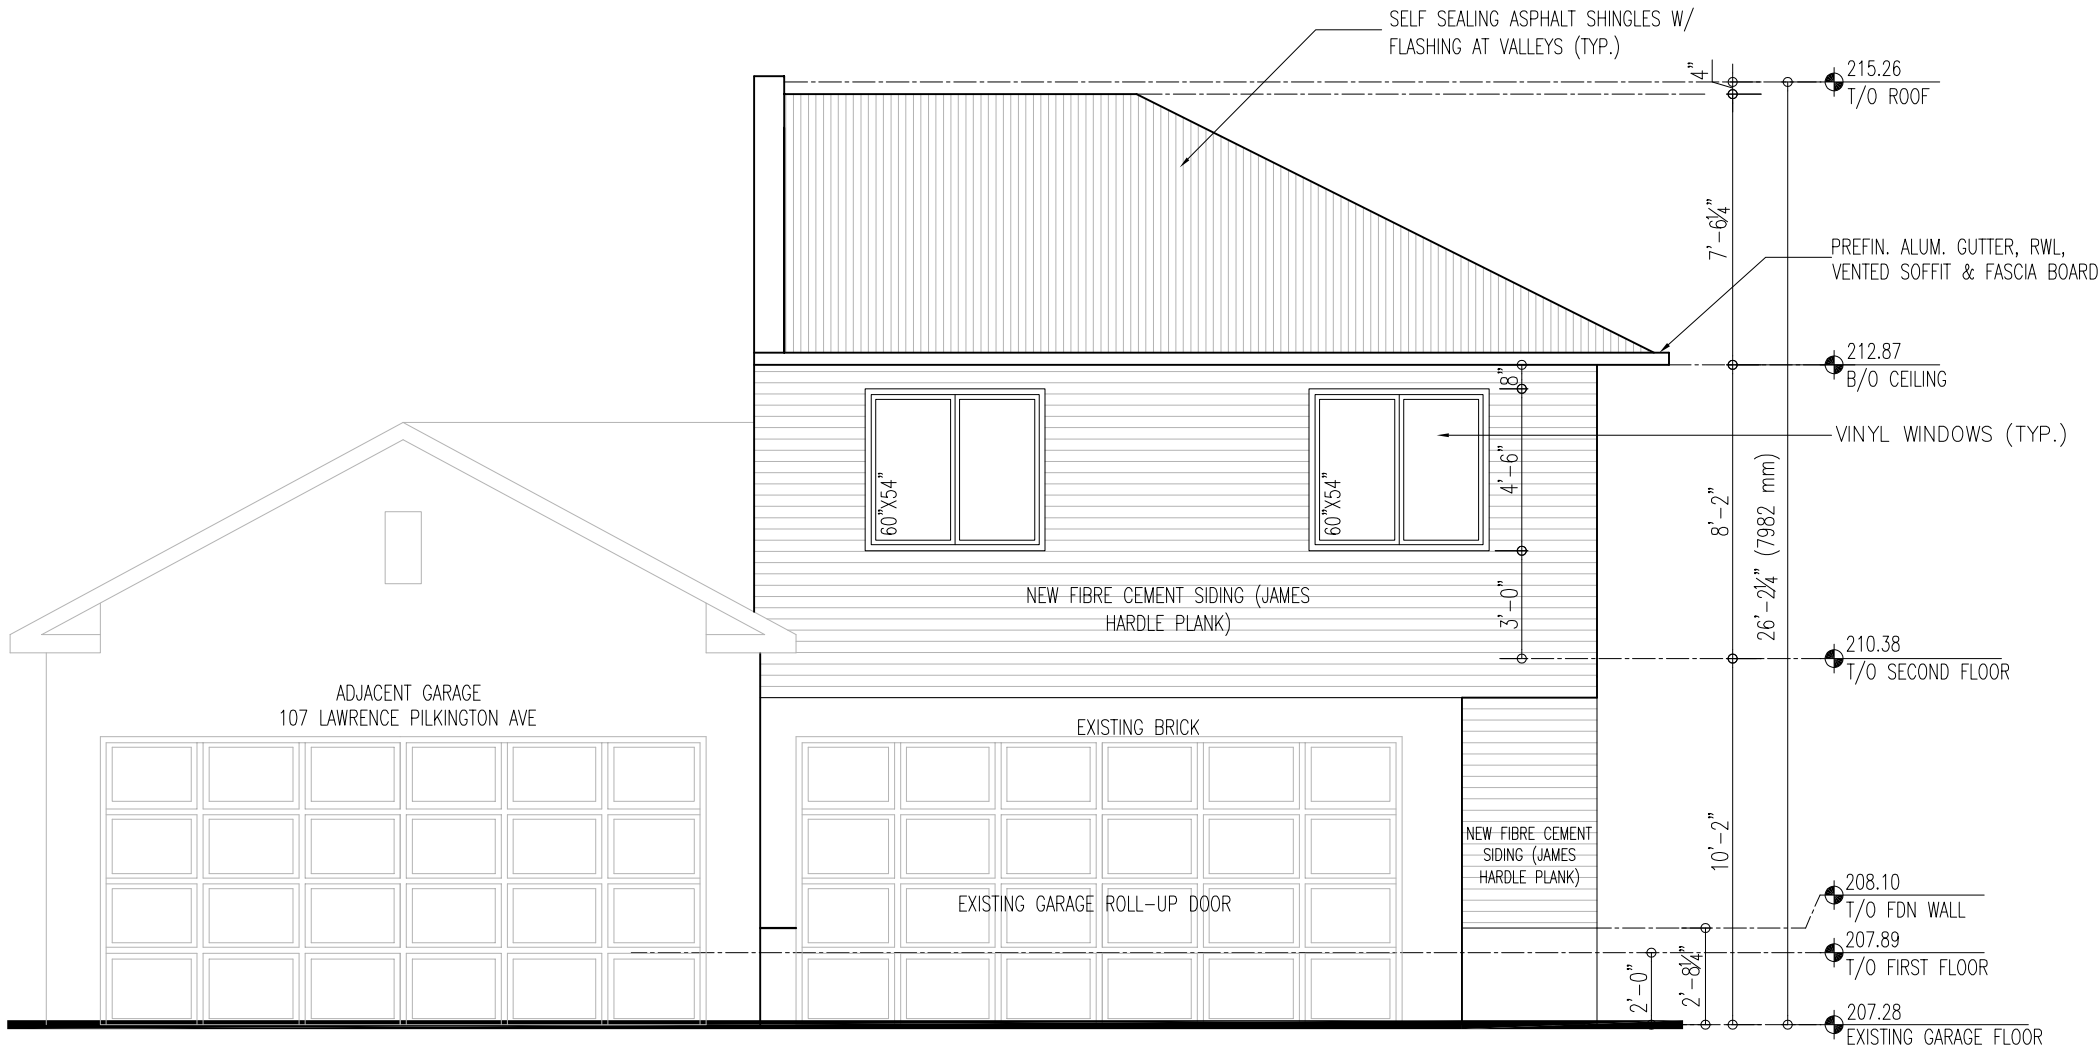 SELF SEALING ASPHALT SHINGLES W/
FLASHING AT VALLEYS (TYP.)
4"
215.26
T/O ROOF
7'-6¼"
PREFIN. ALUM. GUTTER, RWL,
VENTED SOFFIT & FASCIA BOARD
212.87
B/O CEILING
8"
VINYL WINDOWS (TYP.)
60"X54"
60"X54"
4'-6"
8'-2"
26'-2¼" (7982 mm)
NEW FIBRE CEMENT SIDING (JAMES
HARDLE PLANK)
3'-0"
210.38
T/O SECOND FLOOR
ADJACENT GARAGE
107 LAWRENCE PILKINGTON AVE
EXISTING BRICK
NEW FIBRE CEMENT
SIDING (JAMES
HARDLE PLANK)
10'-2"
EXISTING GARAGE ROLL-UP DOOR
208.10
T/O FDN WALL
207.89
T/O FIRST FLOOR
2'-0"
2'-8¼"
207.28
EXISTING GARAGE FLOOR